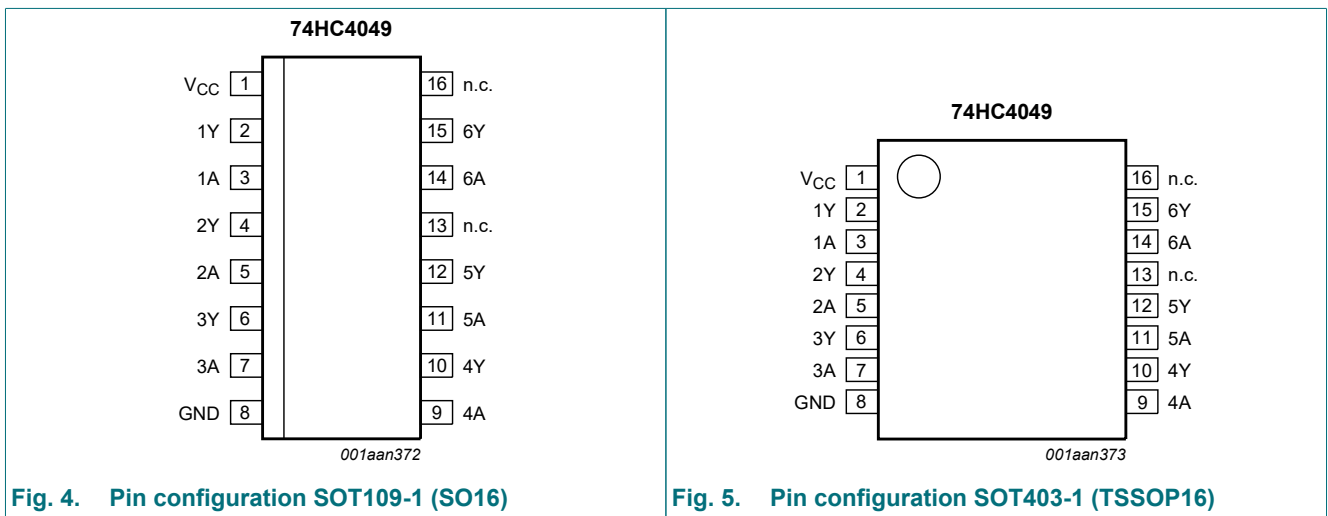 74HC4049
VCC 1 16 n.c.
1Y 2 15 6Y
1A 3 14 6A
2Y 4 13 n.c.
2A 5 12 5Y
3Y 6 11 5A
3A 7 10 4Y
GND 8 9 4A
001aan372
Fig. 4. Pin configuration SOT109-1 (SO16)
74HC4049
VCC 1 16 n.c.
1Y 2 15 6Y
1A 3 14 6A
2Y 4 13 n.c.
2A 5 12 5Y
3Y 6 11 5A
3A 7 10 4Y
GND 8 9 4A
001aan373
Fig. 5. Pin configuration SOT403-1 (TSSOP16)